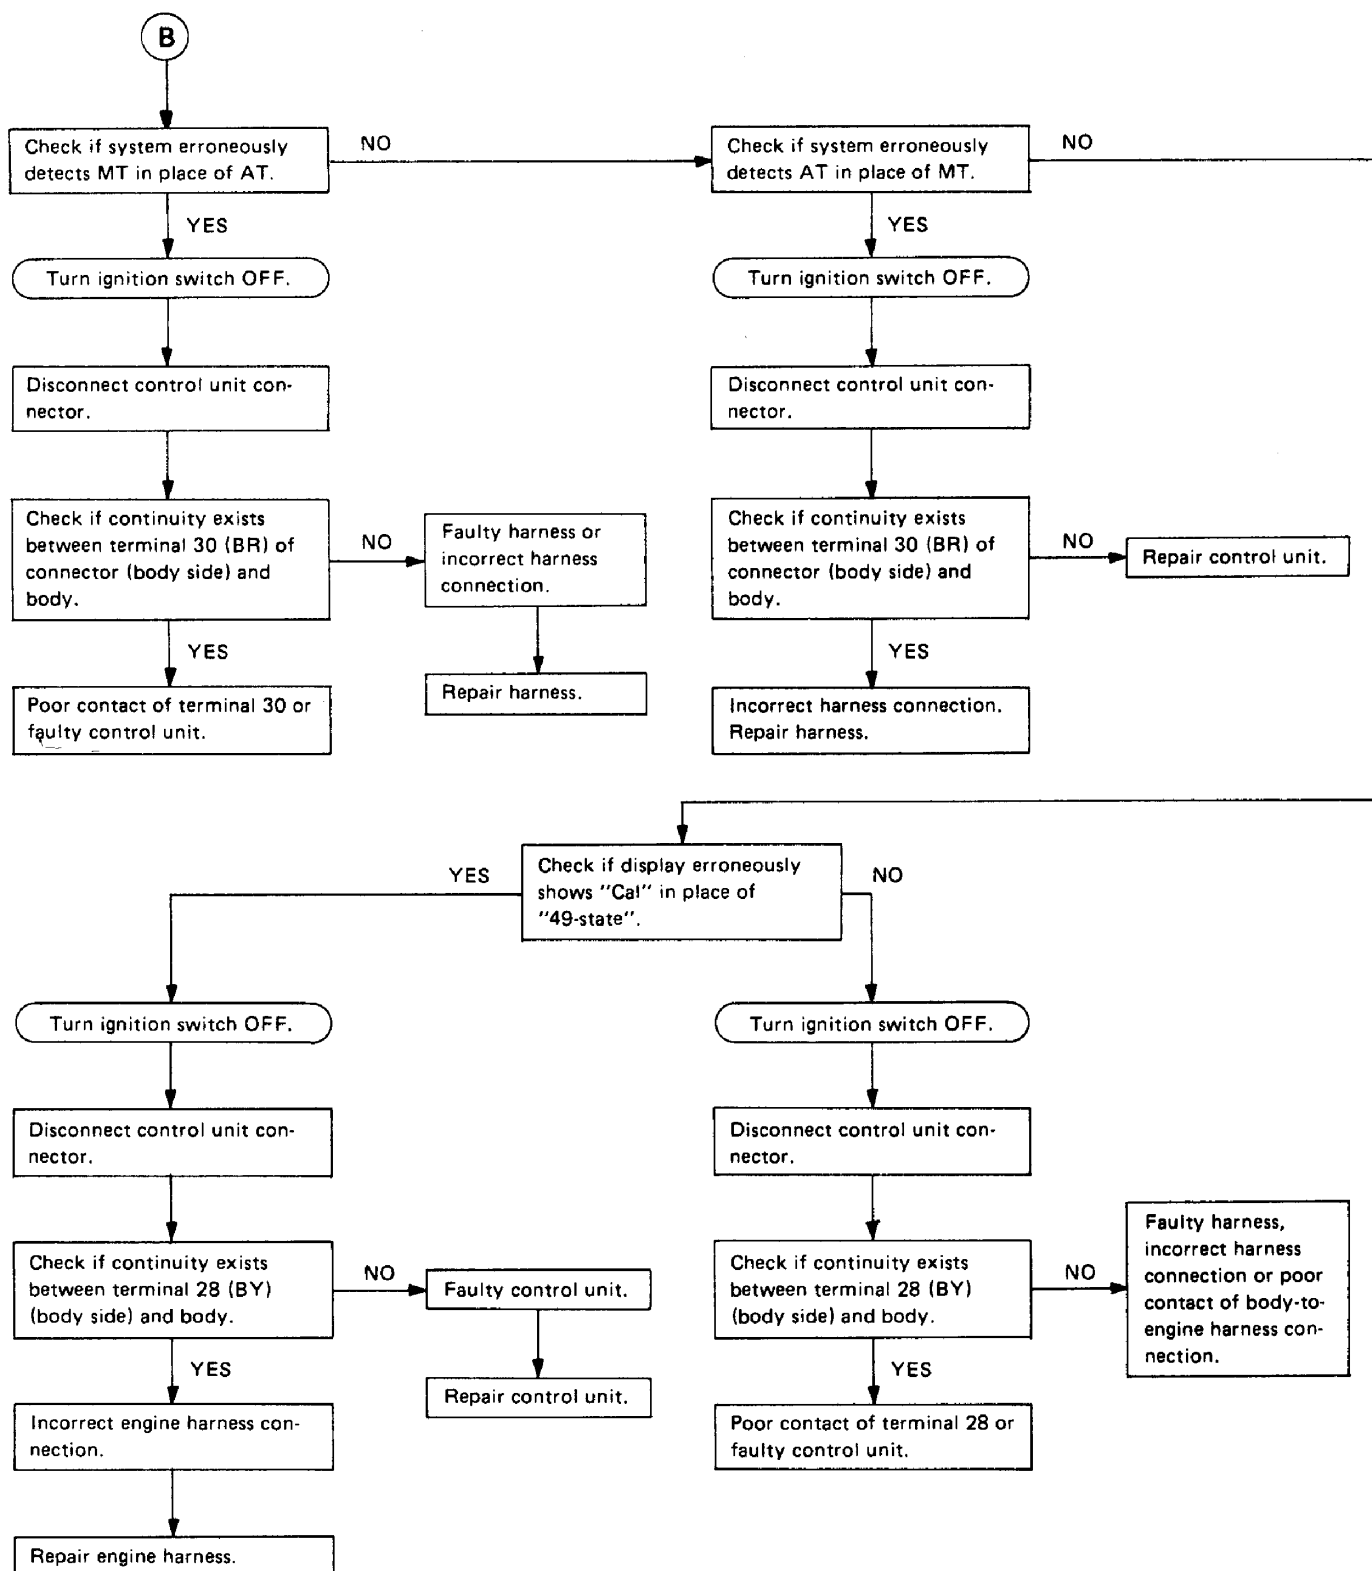 B
Check if system erroneously
detects MT in place of AT.
NO
Check if system erroneously
detects AT in place of MT.
NO
YES
YES
Turn ignition switch OFF.
Turn ignition switch OFF.
Disconnect control unit con-
nector.
Disconnect control unit con-
nector.
Check if continuity exists
between terminal 30 (BR) of
connector (body side) and
body.
NO
Faulty harness or
incorrect harness
connection.
Check if continuity exists
between terminal 30 (BR) of
connector (body side) and
body.
NO
Repair control unit.
YES
Repair harness.
YES
Poor contact of terminal 30 or
faulty control unit.
Incorrect harness connection.
Repair harness.
YES
Check if display erroneously
shows "Cal" in place of
"49-state".
NO
Turn ignition switch OFF.
Turn ignition switch OFF.
Disconnect control unit con-
nector.
Disconnect control unit con-
nector.
Check if continuity exists
between terminal 28 (BY)
(body side) and body.
NO
Faulty control unit.
Check if continuity exists
between terminal 28 (BY)
(body side) and body.
NO
Faulty harness,
incorrect harness
connection or poor
contact of body-to-
engine harness con-
nection.
YES
Repair control unit.
YES
Incorrect engine harness con-
nection.
Poor contact of terminal 28 or
faulty control unit.
Repair engine harness.